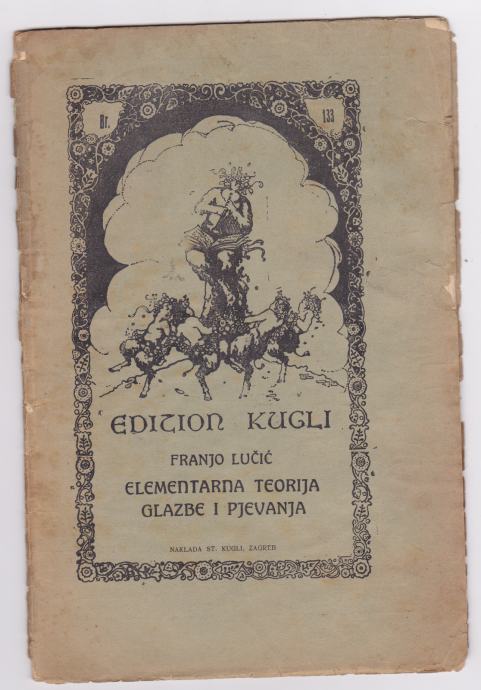 Br. 133
EDITION KUGLI
FRANJO LUČIĆ
ELEMENTARNA TEORIJA
GLAZBE I PJEVANJA
NAKLADA ST. KUGLI, ZAGREB